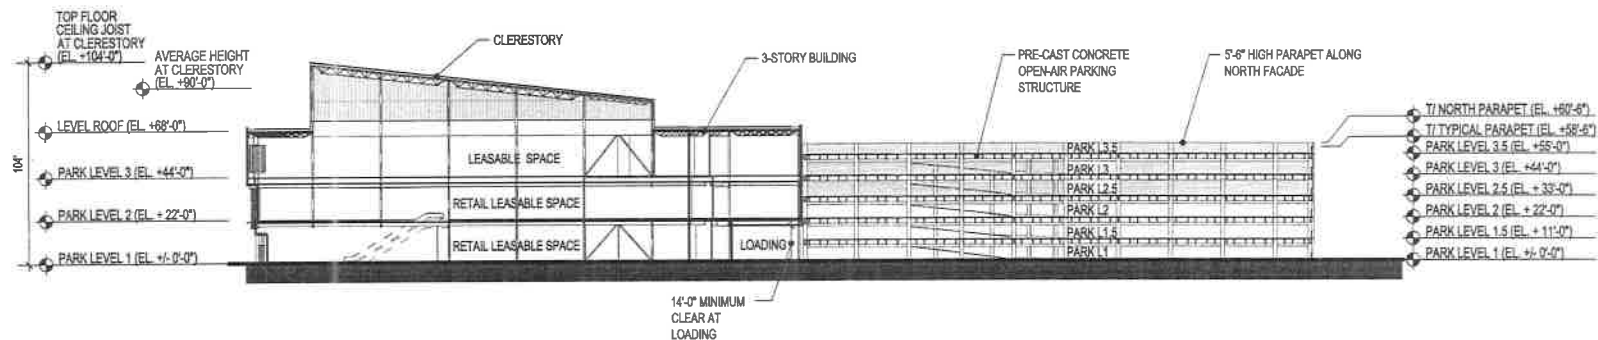 TOP FLOOR
CEILING JOIST
AT CLERESTORY
(EL. +104'-0")
AVERAGE HEIGHT
AT CLERESTORY
(EL. +90'-0")
LEVEL ROOF (EL. +68'-0")
104'
PARK LEVEL 3 (EL. +44'-0")
PARK LEVEL 2 (EL. + 22'-0")
PARK LEVEL 1 (EL. +/- 0'-0")
CLERESTORY
3-STORY BUILDING
PRE-CAST CONCRETE
OPEN-AIR PARKING
STRUCTURE
5'-6" HIGH PARAPET ALONG
NORTH FACADE
LEASABLE SPACE
RETAIL LEASABLE SPACE
RETAIL LEASABLE SPACE
LOADING
14'-0" MINIMUM
CLEAR AT
LOADING
PARK L3.5
PARK L3
PARK L2.5
PARK L2
PARK L1.5
PARK L1
T/ NORTH PARAPET (EL. +60'-6")
T/ TYPICAL PARAPET (EL. +58'-6")
PARK LEVEL 3.5 (EL. +55'-0")
PARK LEVEL 3 (EL. +44'-0")
PARK LEVEL 2.5 (EL. + 33'-0")
PARK LEVEL 2 (EL. + 22'-0")
PARK LEVEL 1.5 (EL. + 11'-0")
PARK LEVEL 1 (EL. +/- 0'-0")